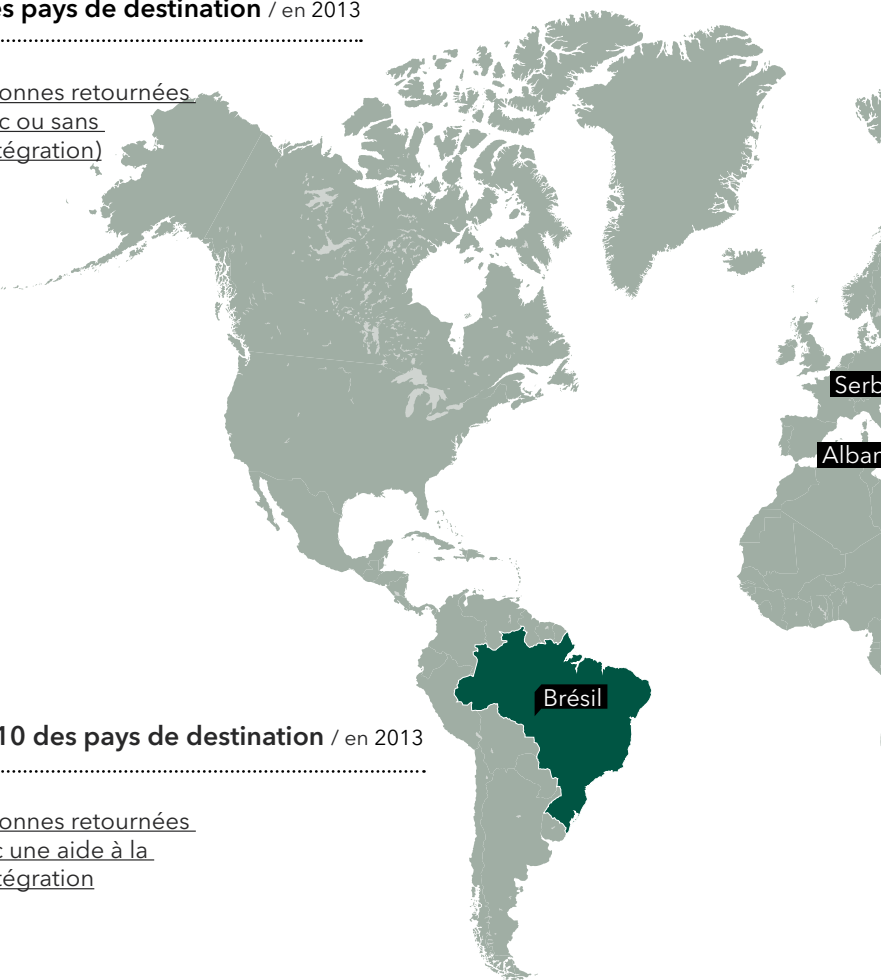 es pays de destination / en 2013
onnes retournées
c ou sans
tégration)
Serb
Alban
Brésil
10 des pays de destination / en 2013
onnes retournées
c une aide à la
tégration